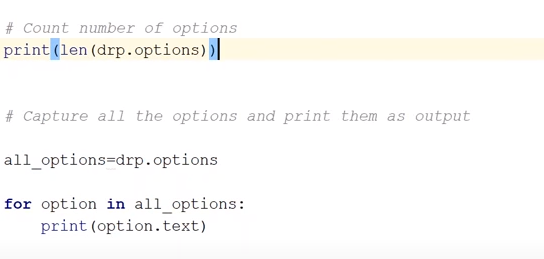 # Count number of options
print(len(drp.options))
# Capture all the options and print them as output
all_options=drp.options
for option in all_options:
    print(option.text)